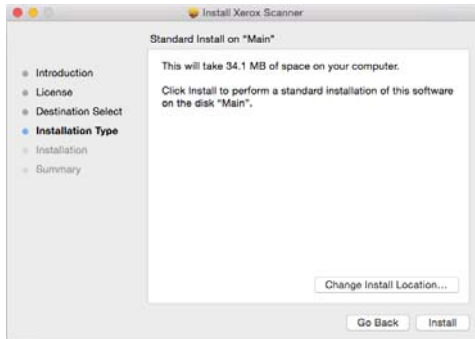 Install Xerox Scanner
Standard Install on "Main"
Introduction
License
Destination Select
Installation Type
Installation
Summary
This will take 34.1 MB of space on your computer.
Click Install to perform a standard installation of this software
on the disk "Main".
Change Install Location...
Go Back
Install